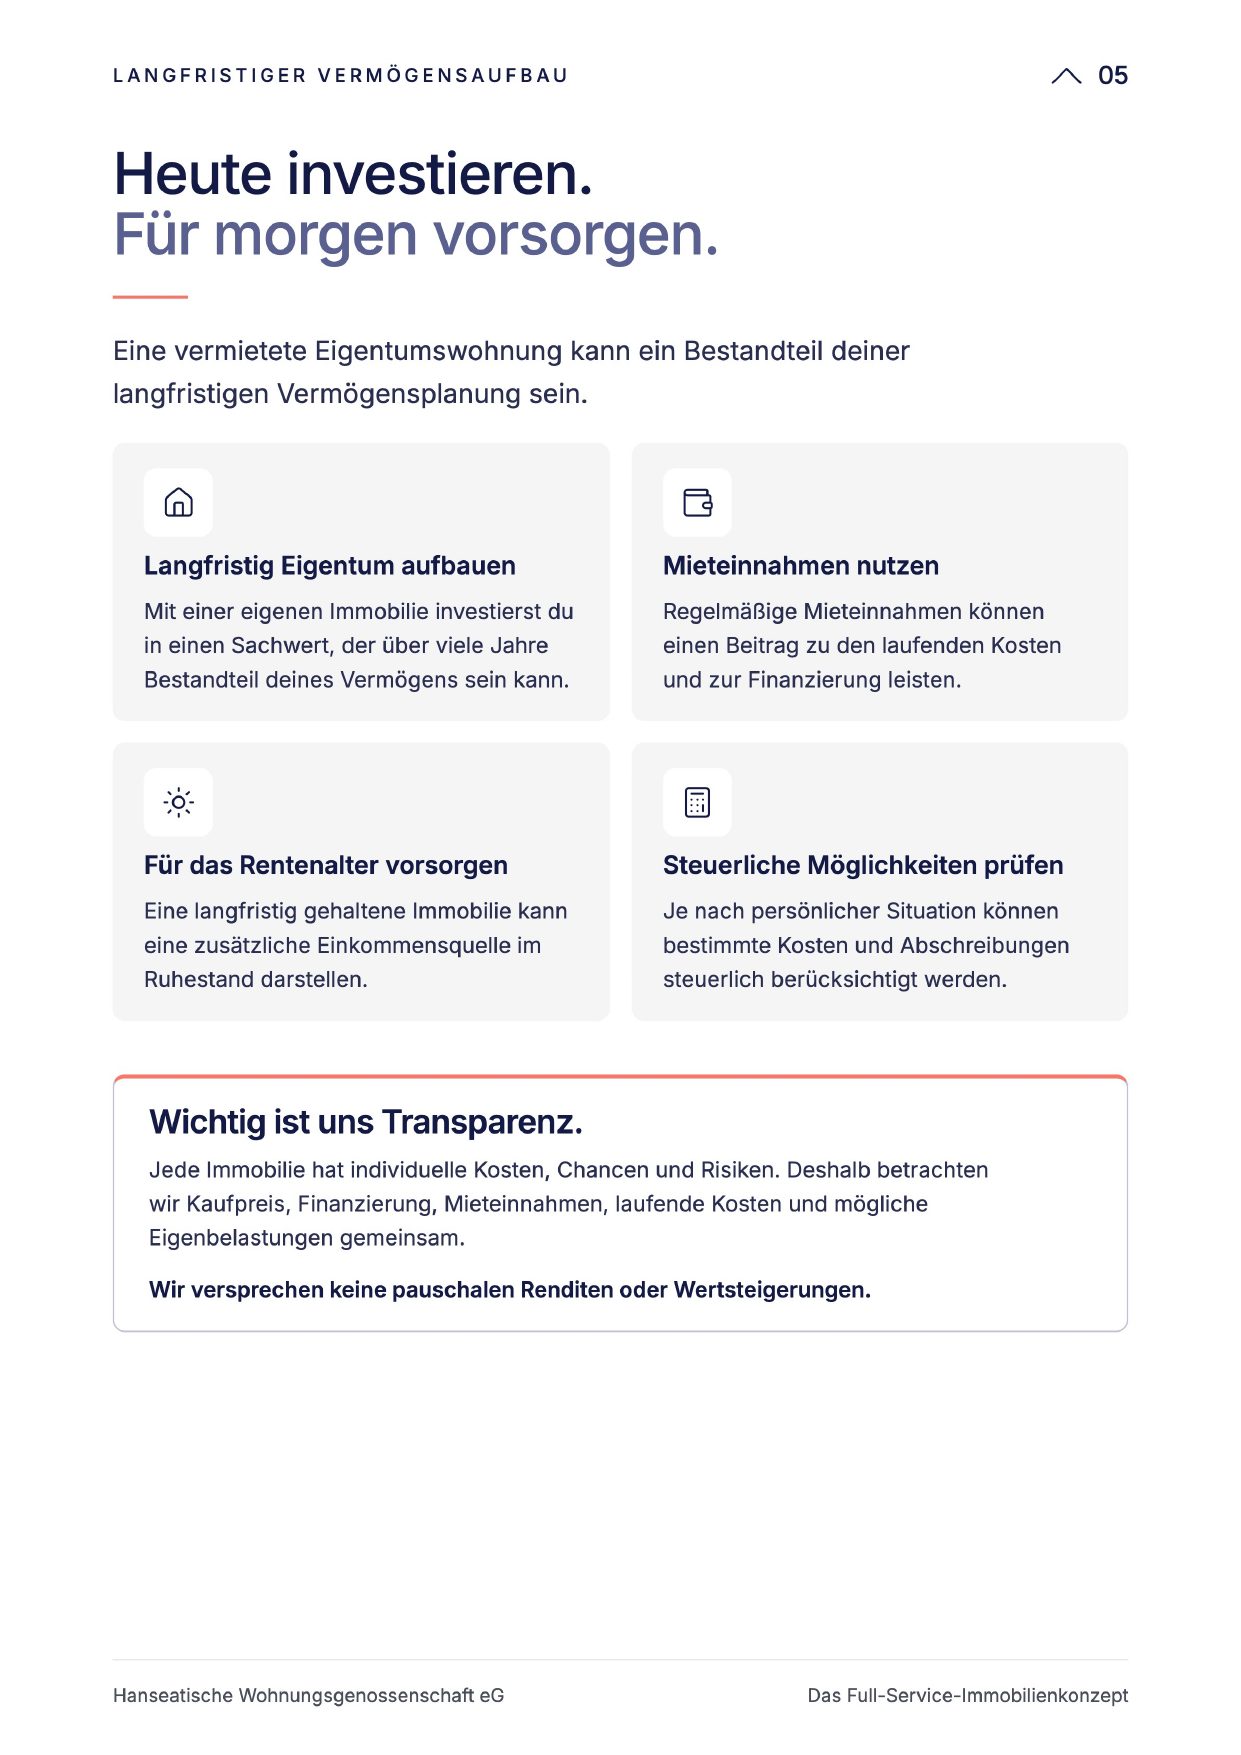 LANGFRISTIGER VERMÖGENSAUFBAU
05
Heute investieren.
Für morgen vorsorgen.
Eine vermietete Eigentumswohnung kann ein Bestandteil deiner
langfristigen Vermögensplanung sein.
Langfristig Eigentum aufbauen
Mit einer eigenen Immobilie investierst du
in einen Sachwert, der über viele Jahre
Bestandteil deines Vermögens sein kann.
Mieteinnahmen nutzen
Regelmäßige Mieteinnahmen können
einen Beitrag zu den laufenden Kosten
und zur Finanzierung leisten.
Für das Rentenalter vorsorgen
Eine langfristig gehaltene Immobilie kann
eine zusätzliche Einkommensquelle im
Ruhestand darstellen.
Steuerliche Möglichkeiten prüfen
Je nach persönlicher Situation können
bestimmte Kosten und Abschreibungen
steuerlich berücksichtigt werden.
Wichtig ist uns Transparenz.
Jede Immobilie hat individuelle Kosten, Chancen und Risiken. Deshalb betrachten
wir Kaufpreis, Finanzierung, Mieteinnahmen, laufende Kosten und mögliche
Eigenbelastungen gemeinsam.
Wir versprechen keine pauschalen Renditen oder Wertsteigerungen.
Hanseatische Wohnungsgenossenschaft eG
Das Full-Service-Immobilienkonzept